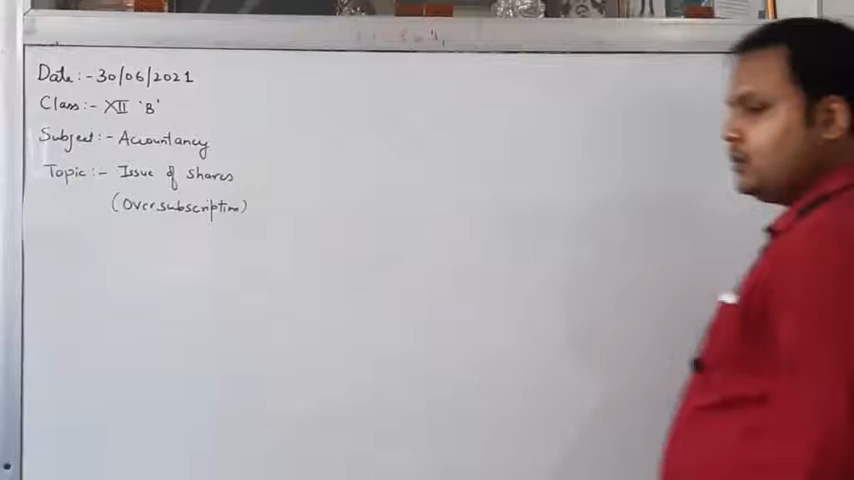 Date :- 30/06/2021
Class :- XII 'B'
Subject :- Accountancy
Topic :- Issue of shares
(Oversubscription)